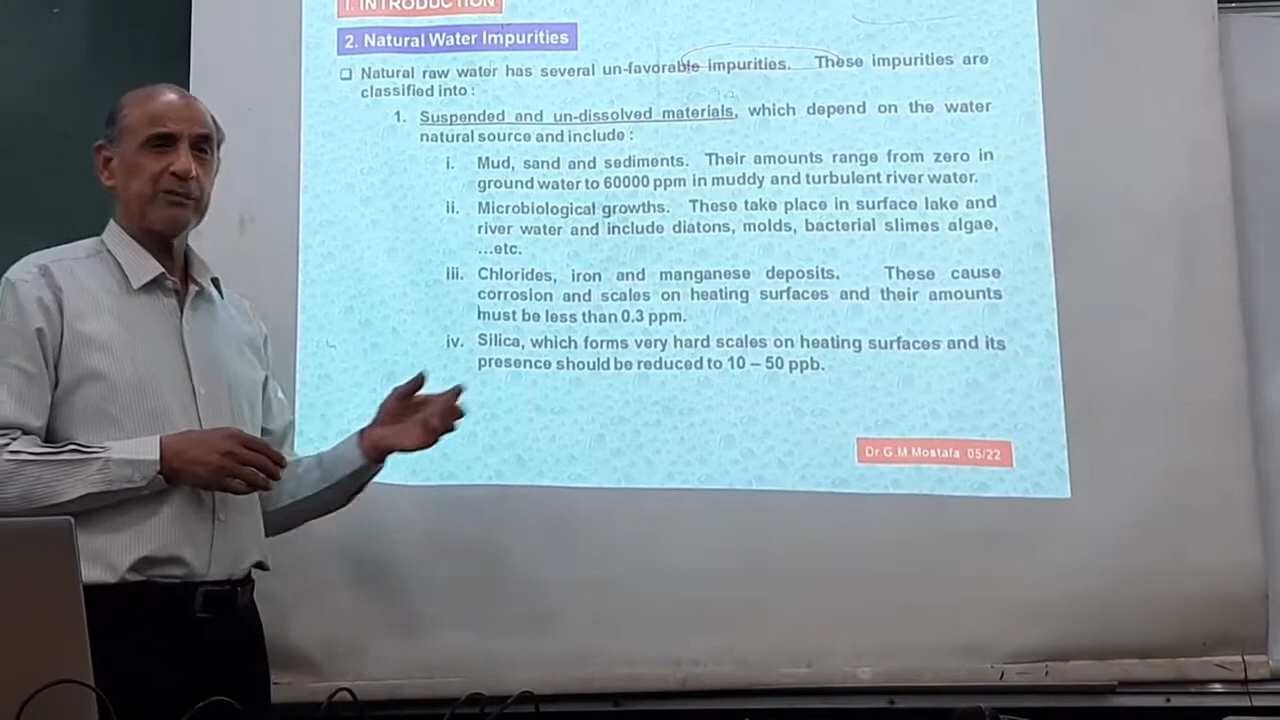 1. INTRODUCTION
2. Natural Water Impurities
❑ Natural raw water has several un-favorable impurities. These impurities are
classified into :
1. Suspended and un-dissolved materials, which depend on the water
natural source and include :
i. Mud, sand and sediments. Their amounts range from zero in
ground water to 60000 ppm in muddy and turbulent river water.
ii. Microbiological growths. These take place in surface lake and
river water and include diatons, molds, bacterial slimes algae,
...etc.
iii. Chlorides, iron and manganese deposits. These cause
corrosion and scales on heating surfaces and their amounts
must be less than 0.3 ppm.
iv. Silica, which forms very hard scales on heating surfaces and its
presence should be reduced to 10 – 50 ppb.
Dr.G.M.Mostafa 05/22